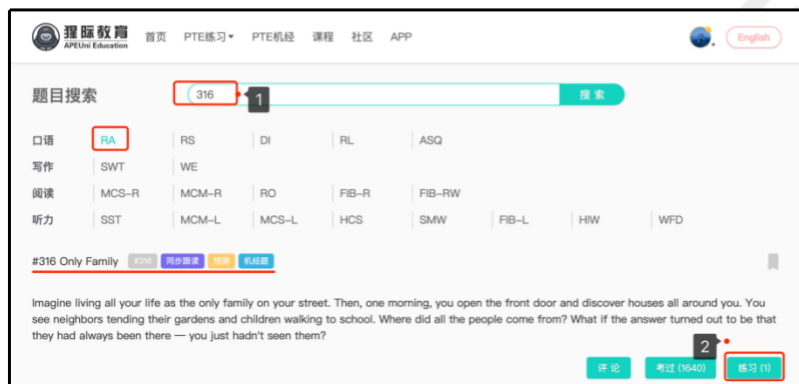 猩际教育
APEUni Education
首页 PTE练习 PTE机经 课程 社区 APP
English
题目搜索
316
1
搜索
口语 RA RS DI RL ASQ
写作 SWT WE
阅读 MCS-R MCM-R RO FIB-R FIB-RW
听力 SST MCM-L MCS-L HCS SMW FIB-L HIW WFD
#316 Only Family #316 同步跟读 预测 机经题
Imagine living all your life as the only family on your street. Then, one morning, you open the front door and discover houses all around you. You
see neighbors tending their gardens and children walking to school. Where did all the people come from? What if the answer turned out to be that
they had always been there — you just hadn't seen them?
2
评论 考过 (1640) 练习 (1)